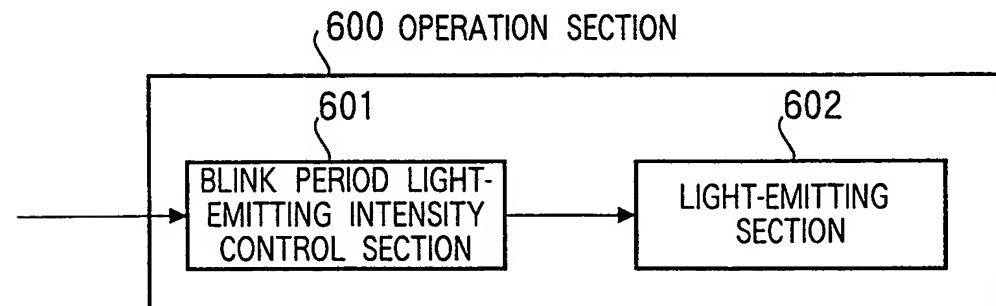 600 OPERATION SECTION
601
602
BLINK PERIOD LIGHT-
EMITTING INTENSITY
CONTROL SECTION
LIGHT-EMITTING
SECTION